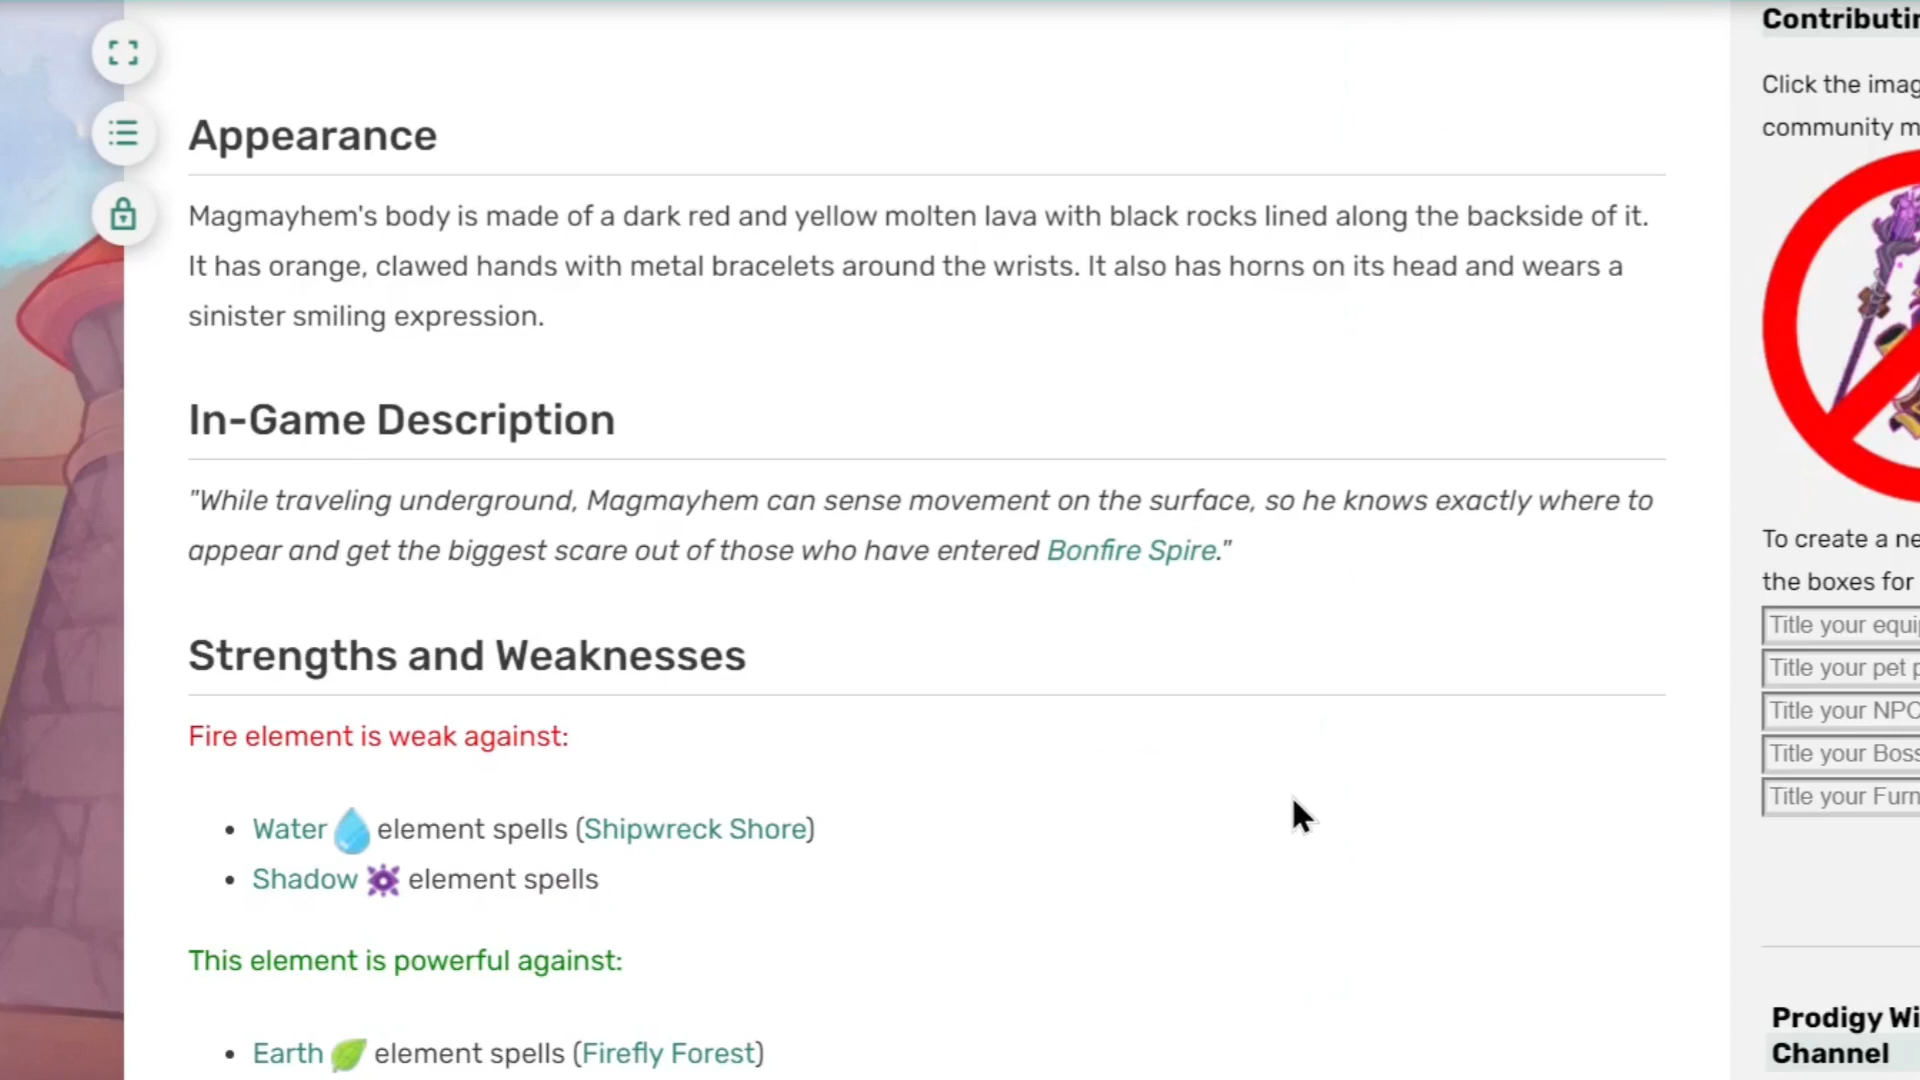 Appearance
Magmayhem's body is made of a dark red and yellow molten lava with black rocks lined along the backside of it.
It has orange, clawed hands with metal bracelets around the wrists. It also has horns on its head and wears a
sinister smiling expression.
In-Game Description
"While traveling underground, Magmayhem can sense movement on the surface, so he knows exactly where to
appear and get the biggest scare out of those who have entered Bonfire Spire."
Strengths and Weaknesses
Fire element is weak against:
Water element spells (Shipwreck Shore)
Shadow element spells
This element is powerful against:
Earth element spells (Firefly Forest)
Click the
community
To create a
the boxes for
Title your
Title your pet
Title your NPC
Title your Boss
Title your
Prodigy
Channel